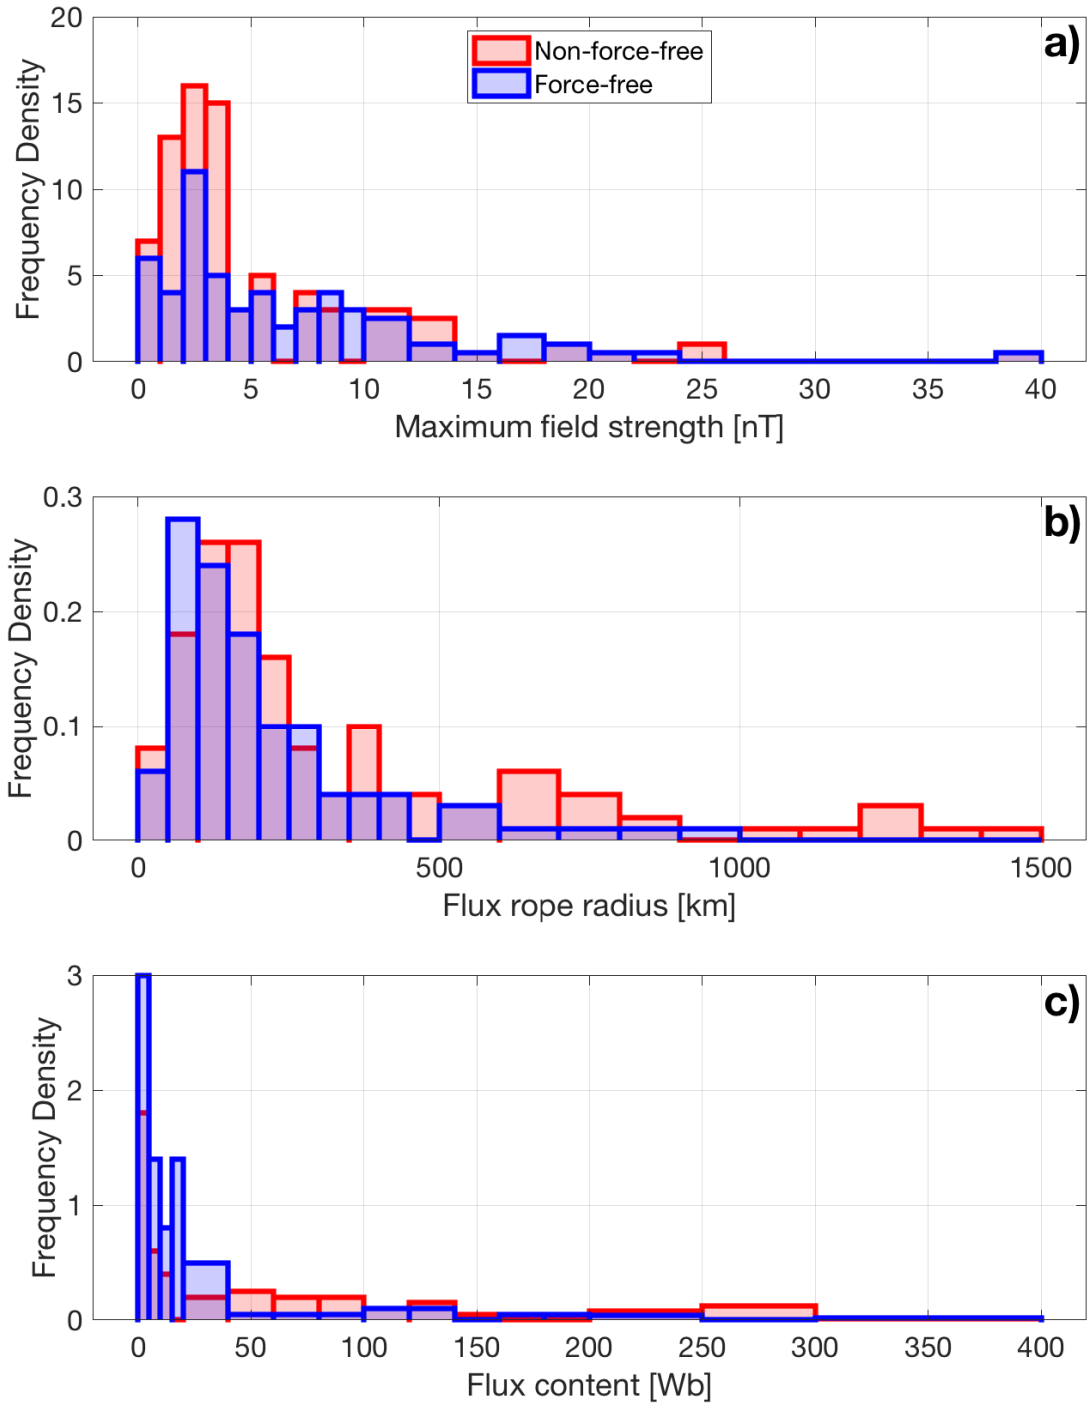 a)
Non-force-free
Force-free
Frequency Density
20
15
10
5
0
0 5 10 15 20 25 30 35 40
Maximum field strength [nT]
b)
Frequency Density
0.3
0.2
0.1
0
0 500 1000 1500
Flux rope radius [km]
c)
Frequency Density
3
2
1
0
0 50 100 150 200 250 300 350 400
Flux content [Wb]